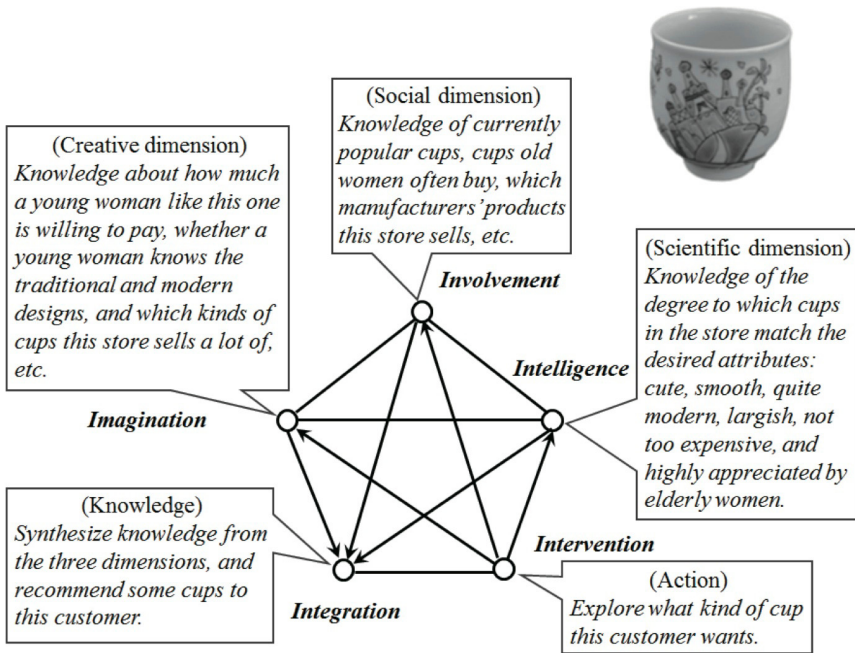 (Social dimension)
Knowledge of currently
popular cups, cups old
women often buy, which
manufacturers' products
this store sells, etc.
(Creative dimension)
Knowledge about how much
a young woman like this one
is willing to pay, whether a
young woman knows the
traditional and modern
designs, and which kinds of
cups this store sells a lot of,
etc.
(Scientific dimension)
Knowledge of the
degree to which cups
in the store match the
desired attributes:
cute, smooth, quite
modern, largish, not
too expensive, and
highly appreciated by
elderly women.
Involvement
Intelligence
Imagination
(Knowledge)
Synthesize knowledge from
the three dimensions, and
recommend some cups to
this customer.
Integration
Intervention
(Action)
Explore what kind of cup
this customer wants.